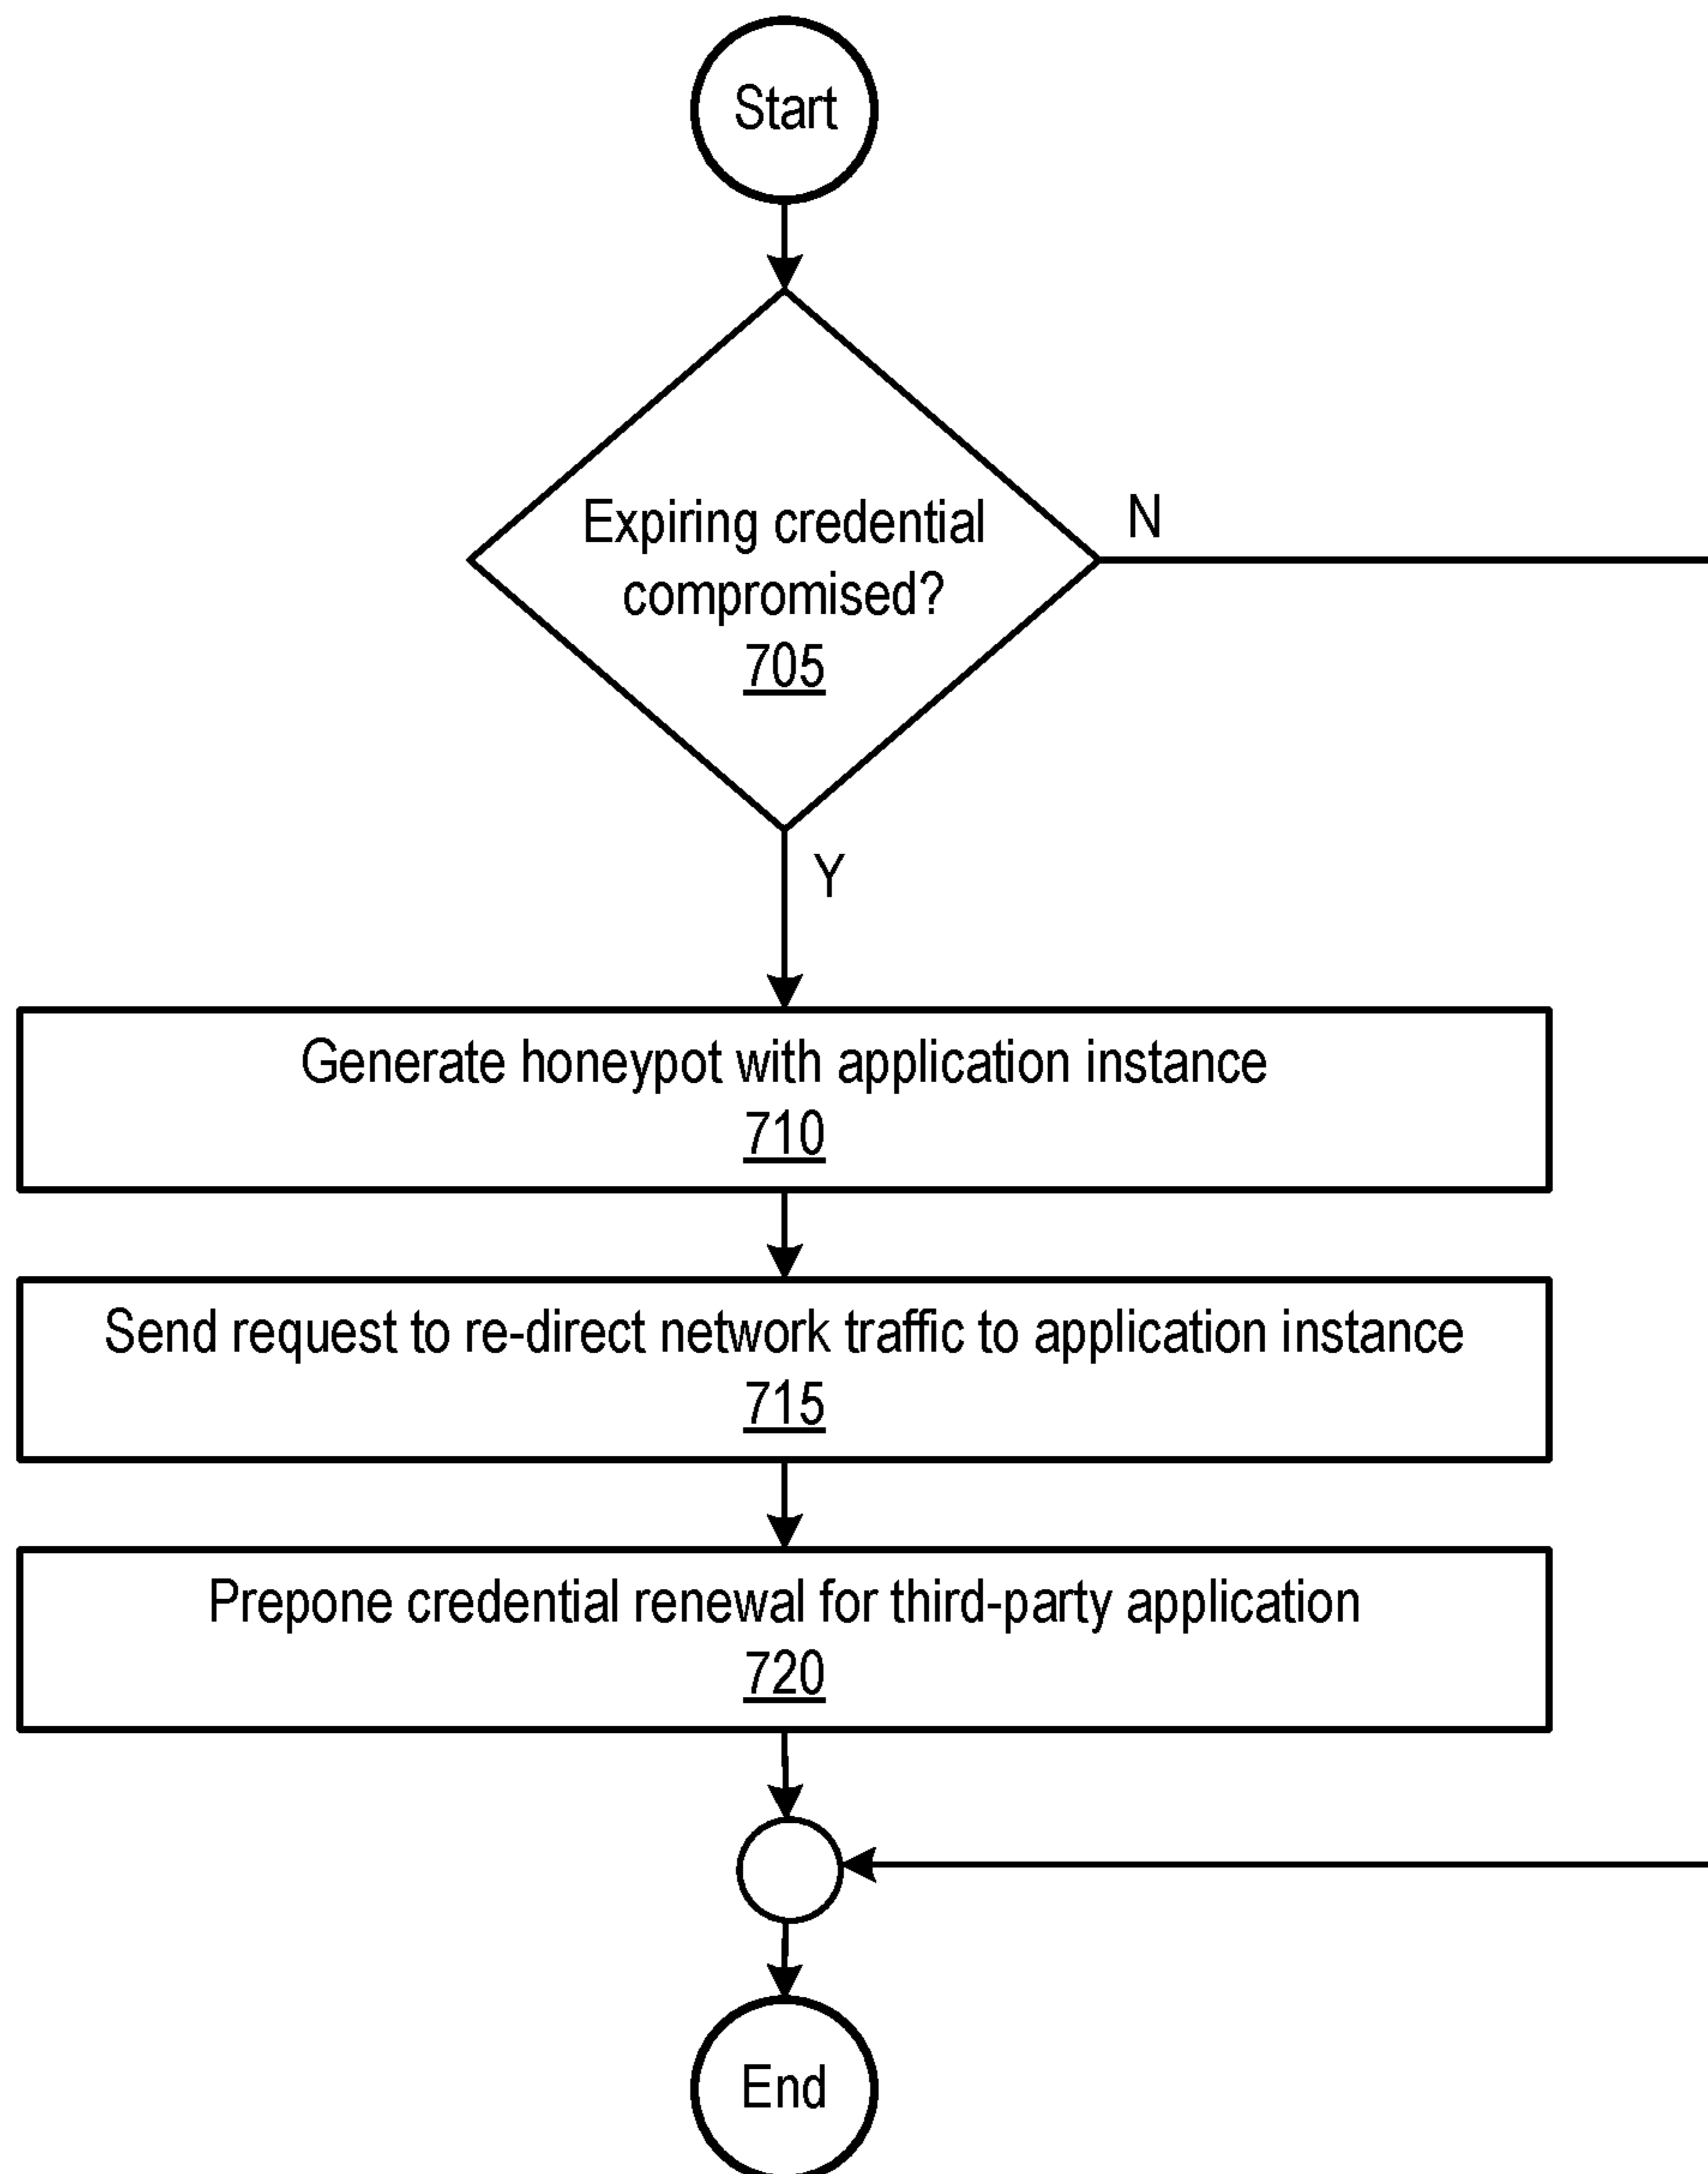 Start
Expiring credential
compromised?
705
N
Y
Generate honeypot with application instance
710
Send request to re-direct network traffic to application instance
715
Prepone credential renewal for third-party application
720
End